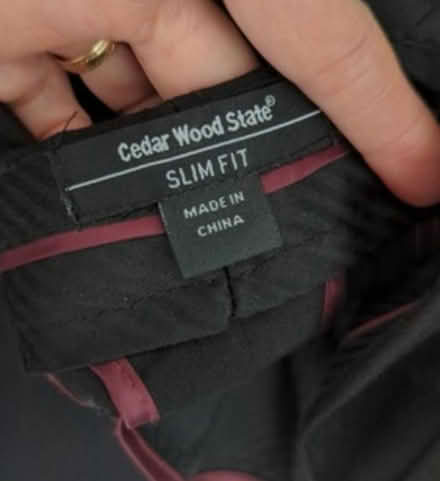 Cedar Wood State®
SLIM FIT
MADE IN
CHINA